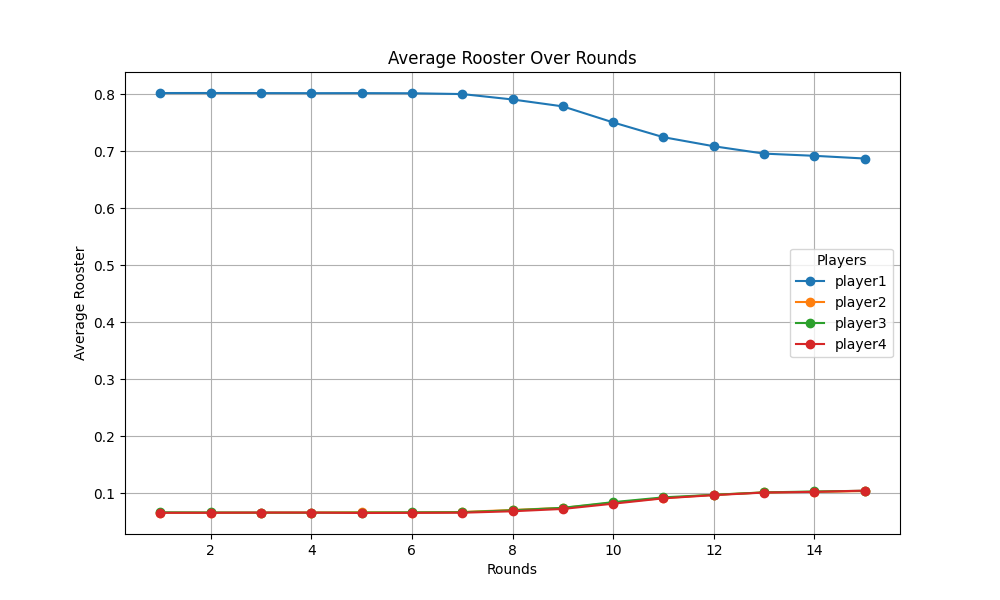 Average Rooster Over Rounds
0.8
0.7
0.6
0.5
0.4
0.3
0.2
0.1
Average Rooster
Players
player1
player2
player3
player4
2 4 6 8 10 12 14
Rounds